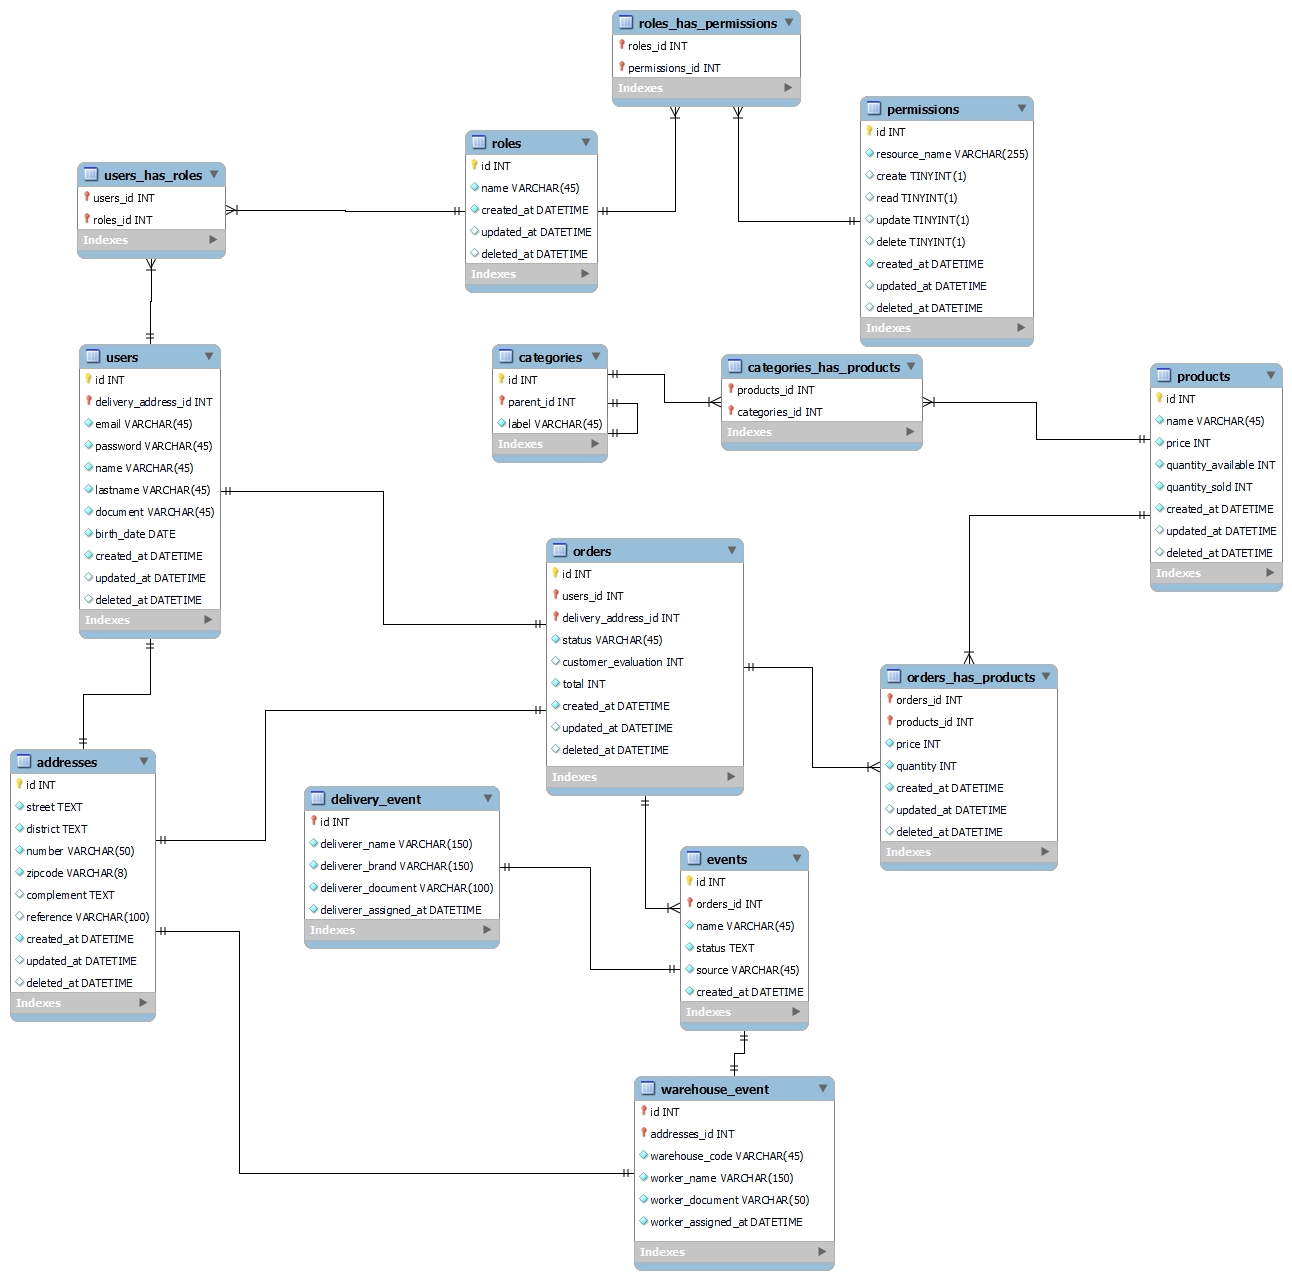 roles_has_permissions
roles_id INT
permissions_id INT
Indexes
permissions
id INT
resource_name VARCHAR(255)
create TINYINT(1)
read TINYINT(1)
update TINYINT(1)
delete TINYINT(1)
created_at DATETIME
updated_at DATETIME
deleted_at DATETIME
Indexes
roles
id INT
name VARCHAR(45)
created_at DATETIME
updated_at DATETIME
deleted_at DATETIME
Indexes
users_has_roles
users_id INT
roles_id INT
Indexes
users
id INT
delivery_address_id INT
email VARCHAR(45)
password VARCHAR(45)
name VARCHAR(45)
lastname VARCHAR(45)
document VARCHAR(45)
birth_date DATE
created_at DATETIME
updated_at DATETIME
deleted_at DATETIME
Indexes
categories
id INT
parent_id INT
label VARCHAR(45)
Indexes
categories_has_products
products_id INT
categories_id INT
Indexes
products
id INT
name VARCHAR(45)
price INT
quantity_available INT
quantity_sold INT
created_at DATETIME
updated_at DATETIME
deleted_at DATETIME
Indexes
orders
id INT
users_id INT
delivery_address_id INT
status VARCHAR(45)
customer_evaluation INT
total INT
created_at DATETIME
updated_at DATETIME
deleted_at DATETIME
Indexes
orders_has_products
orders_id INT
products_id INT
price INT
quantity INT
created_at DATETIME
updated_at DATETIME
deleted_at DATETIME
Indexes
addresses
id INT
street TEXT
district TEXT
number VARCHAR(50)
zipcode VARCHAR(8)
complement TEXT
reference VARCHAR(100)
created_at DATETIME
updated_at DATETIME
deleted_at DATETIME
Indexes
delivery_event
id INT
deliverer_name VARCHAR(150)
deliverer_brand VARCHAR(150)
deliverer_document VARCHAR(100)
deliverer_assigned_at DATETIME
Indexes
events
id INT
orders_id INT
name VARCHAR(45)
status TEXT
source VARCHAR(45)
created_at DATETIME
Indexes
warehouse_event
id INT
addresses_id INT
warehouse_code VARCHAR(45)
worker_name VARCHAR(150)
worker_document VARCHAR(50)
worker_assigned_at DATETIME
Indexes